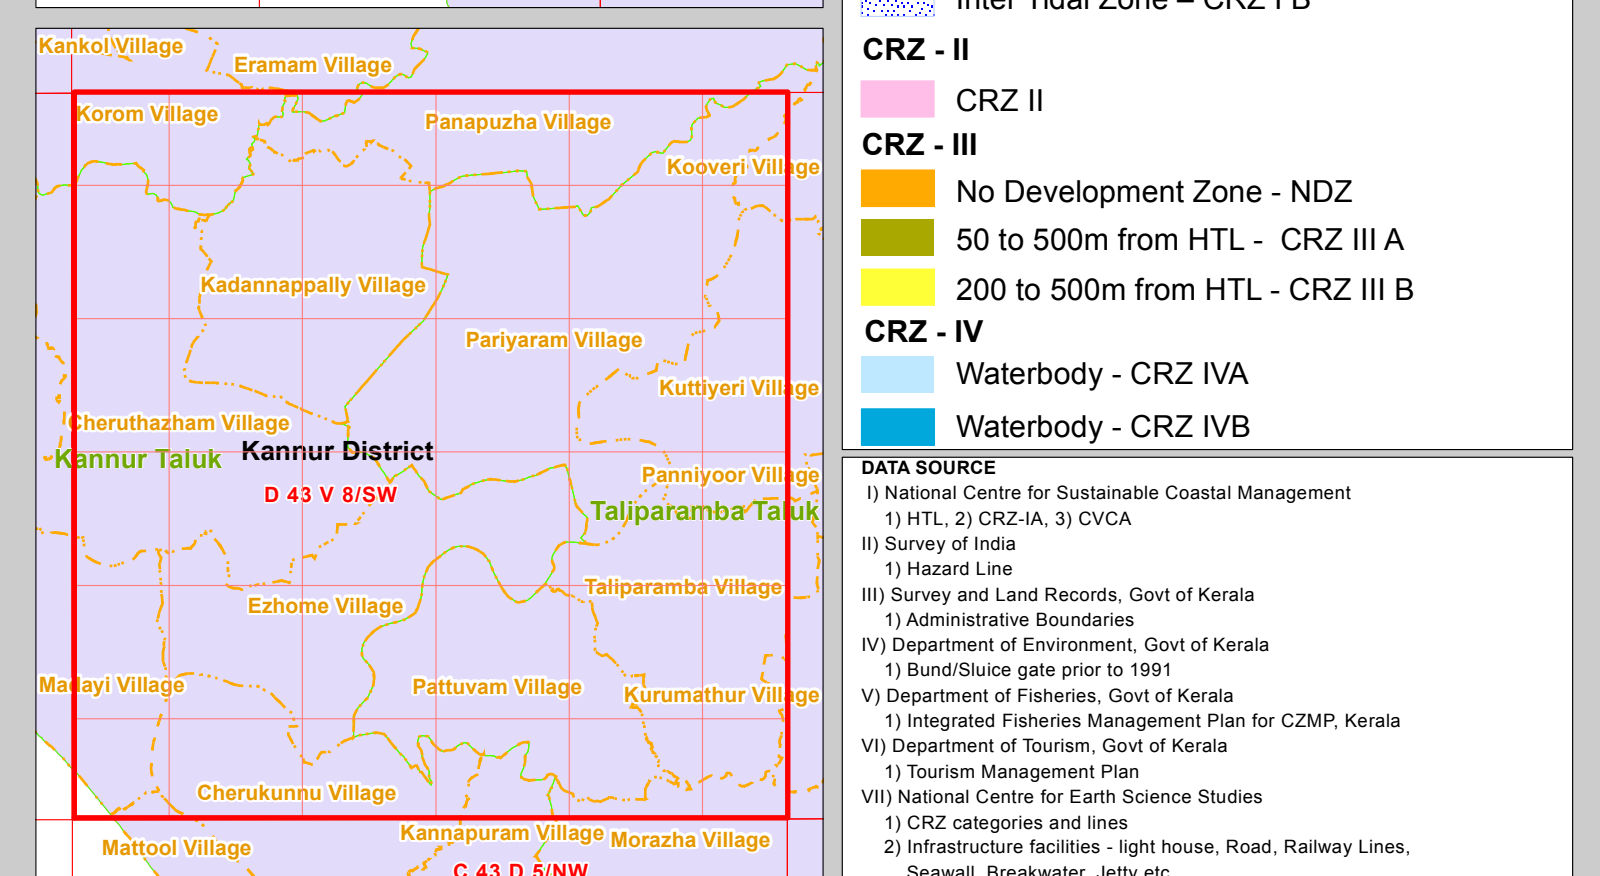 Kankol Village
Eramam Village
Korom Village
Panapuzha Village
Kooveri Village
Kadannappally Village
Pariyaram Village
Kuttiyeri Village
Cheruthazham Village
Kannur District
Kannur Taluk
Panniyoor Village
D 43 V 8/SW
Taliparamba Taluk
Taliparamba Village
Ezhome Village
Madayi Village
Pattuvam Village
Kurumathur Village
Cherukunnu Village
Kannapuram Village
Morazha Village
Mattool Village
C 43 D 5/NW
Inter Tidal Zone – CRZ I B
CRZ - II
CRZ II
CRZ - III
No Development Zone - NDZ
50 to 500m from HTL - CRZ III A
200 to 500m from HTL - CRZ III B
CRZ - IV
Waterbody - CRZ IVA
Waterbody - CRZ IVB
DATA SOURCE
I) National Centre for Sustainable Coastal Management
1) HTL, 2) CRZ-IA, 3) CVCA
II) Survey of India
1) Hazard Line
III) Survey and Land Records, Govt of Kerala
1) Administrative Boundaries
IV) Department of Environment, Govt of Kerala
1) Bund/Sluice gate prior to 1991
V) Department of Fisheries, Govt of Kerala
1) Integrated Fisheries Management Plan for CZMP, Kerala
VI) Department of Tourism, Govt of Kerala
1) Tourism Management Plan
VII) National Centre for Earth Science Studies
1) CRZ categories and lines
2) Infrastructure facilities - light house, Road, Railway Lines,
Seawall, Breakwater, Jetty etc